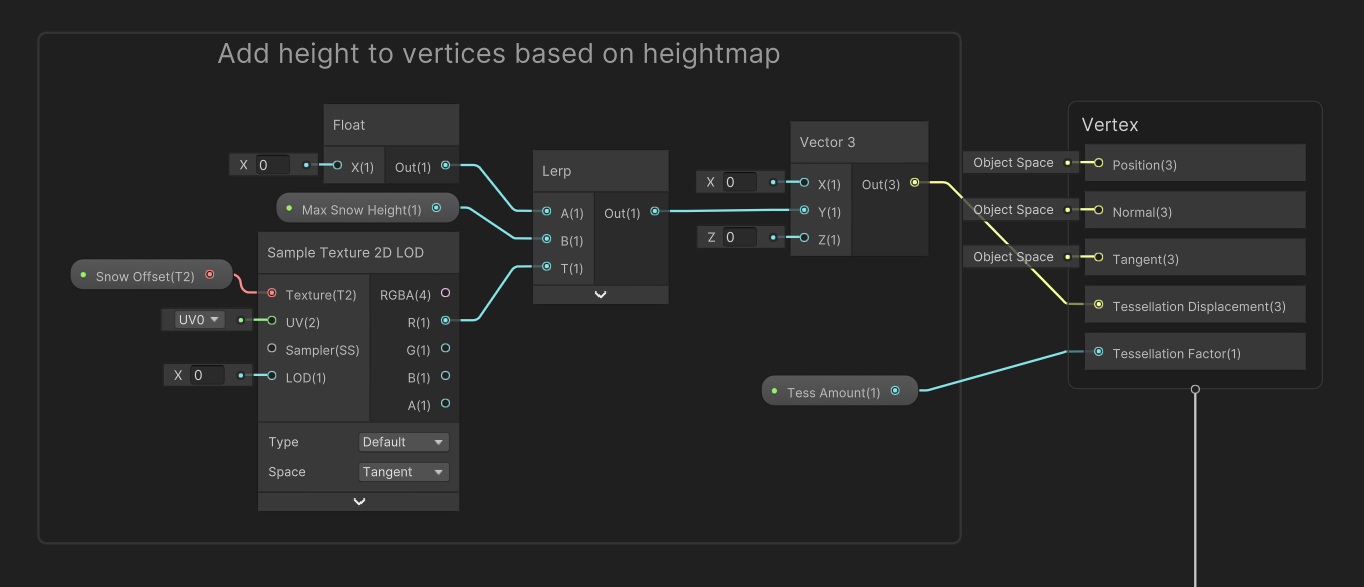 Add height to vertices based on heightmap
Float
X 0
X(1) Out(1)
Max Snow Height(1)
Sample Texture 2D LOD
Snow Offset(T2)
Texture(T2) RGBA(4)
UV0
UV(2) R(1)
Sampler(SS) G(1)
X 0
LOD(1) B(1)
A(1)
Type Default
Space Tangent
Lerp
A(1) Out(1)
B(1)
T(1)
Vector 3
X 0
X(1) Out(3)
Y(1)
Z 0
Z(1)
Tess Amount(1)
Vertex
Object Space Position(3)
Object Space Normal(3)
Object Space Tangent(3)
Tessellation Displacement(3)
Tessellation Factor(1)